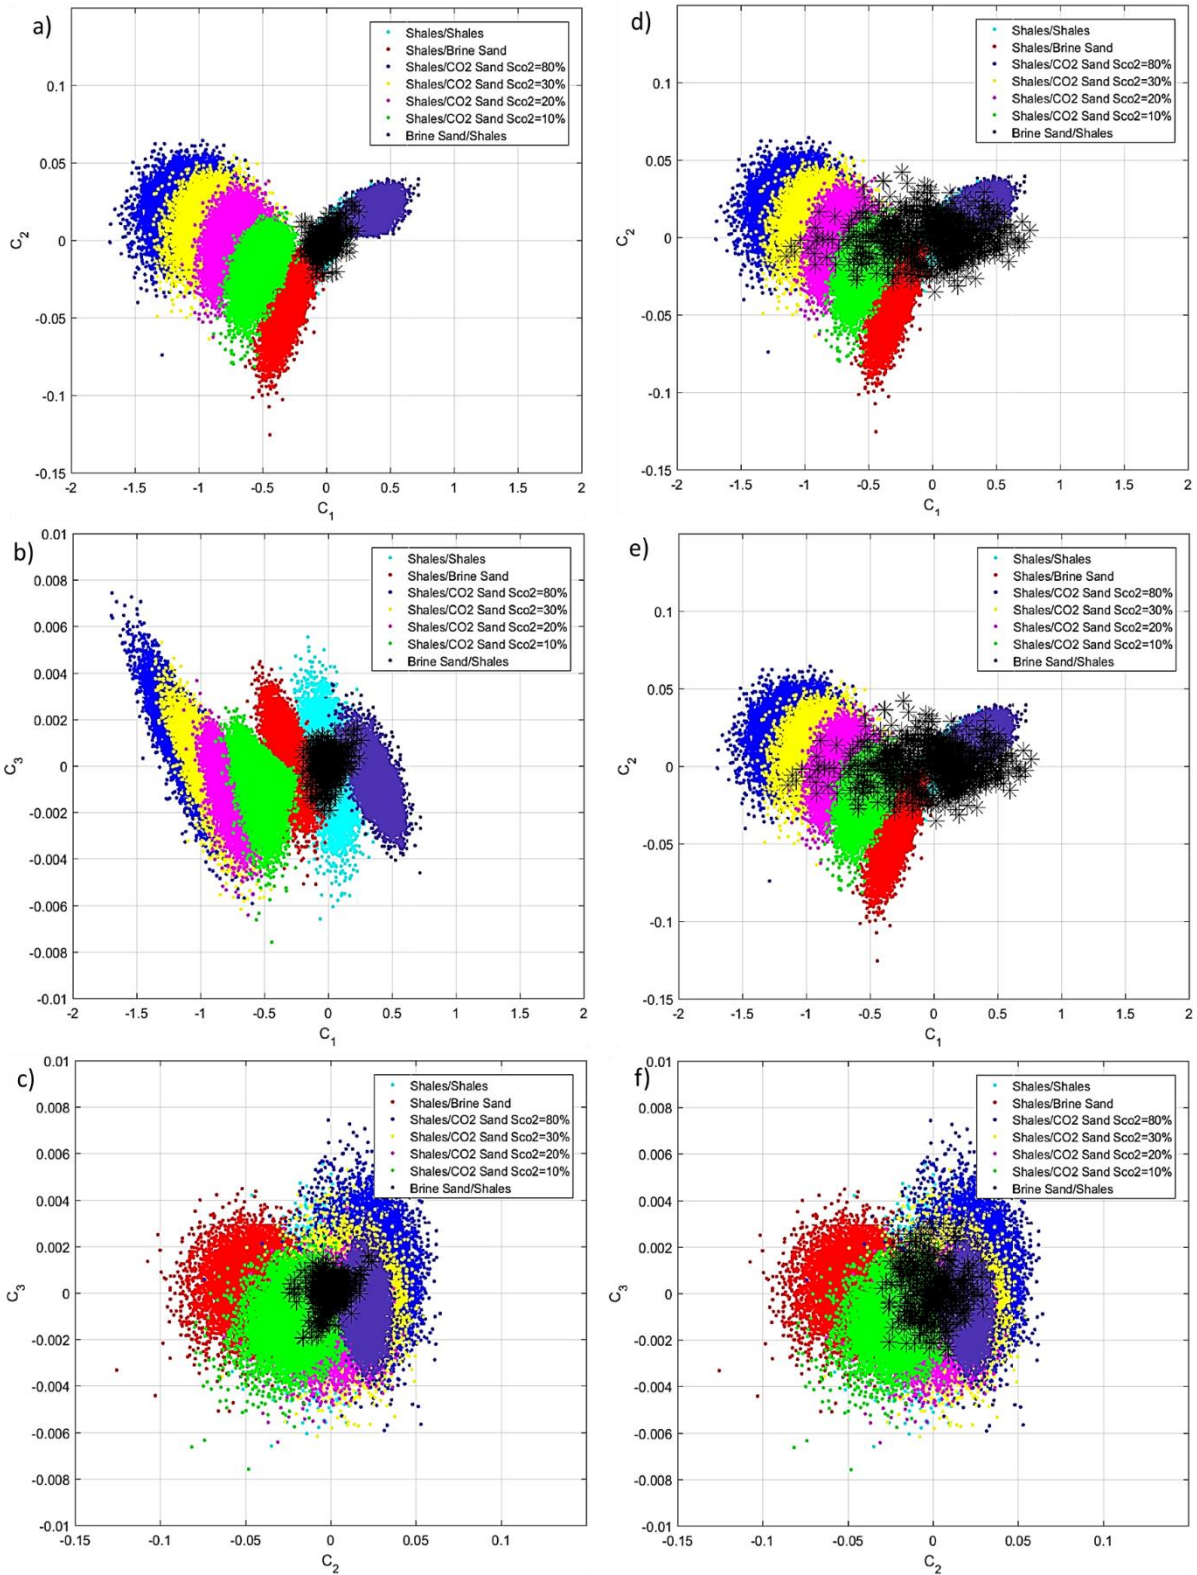 a)
Shales/Shales
Shales/Brine Sand
Shales/CO2 Sand Sco2=80%
Shales/CO2 Sand Sco2=30%
Shales/CO2 Sand Sco2=20%
Shales/CO2 Sand Sco2=10%
Brine Sand/Shales
0.1
0.05
0
-0.05
-0.1
-0.15
C2
-2 -1.5 -1 -0.5 0 0.5 1 1.5 2
C1
d)
Shales/Shales
Shales/Brine Sand
Shales/CO2 Sand Sco2=80%
Shales/CO2 Sand Sco2=30%
Shales/CO2 Sand Sco2=20%
Shales/CO2 Sand Sco2=10%
Brine Sand/Shales
0.1
0.05
0
-0.05
-0.1
-0.15
C2
-2 -1.5 -1 -0.5 0 0.5 1 1.5 2
C1
b)
Shales/Shales
Shales/Brine Sand
Shales/CO2 Sand Sco2=80%
Shales/CO2 Sand Sco2=30%
Shales/CO2 Sand Sco2=20%
Shales/CO2 Sand Sco2=10%
Brine Sand/Shales
0.01
0.008
0.006
0.004
0.002
0
-0.002
-0.004
-0.006
-0.008
-0.01
C3
-2 -1.5 -1 -0.5 0 0.5 1 1.5 2
C1
e)
Shales/Shales
Shales/Brine Sand
Shales/CO2 Sand Sco2=80%
Shales/CO2 Sand Sco2=30%
Shales/CO2 Sand Sco2=20%
Shales/CO2 Sand Sco2=10%
Brine Sand/Shales
0.1
0.05
0
-0.05
-0.1
-0.15
C2
-2 -1.5 -1 -0.5 0 0.5 1 1.5 2
C1
c)
Shales/Shales
Shales/Brine Sand
Shales/CO2 Sand Sco2=80%
Shales/CO2 Sand Sco2=30%
Shales/CO2 Sand Sco2=20%
Shales/CO2 Sand Sco2=10%
Brine Sand/Shales
0.01
0.008
0.006
0.004
0.002
0
-0.002
-0.004
-0.006
-0.008
-0.01
C3
-0.15 -0.1 -0.05 0 0.05 0.1
C2
f)
Shales/Shales
Shales/Brine Sand
Shales/CO2 Sand Sco2=80%
Shales/CO2 Sand Sco2=30%
Shales/CO2 Sand Sco2=20%
Shales/CO2 Sand Sco2=10%
Brine Sand/Shales
0.01
0.008
0.006
0.004
0.002
0
-0.002
-0.004
-0.006
-0.008
-0.01
C3
-0.15 -0.1 -0.05 0 0.05 0.1
C2